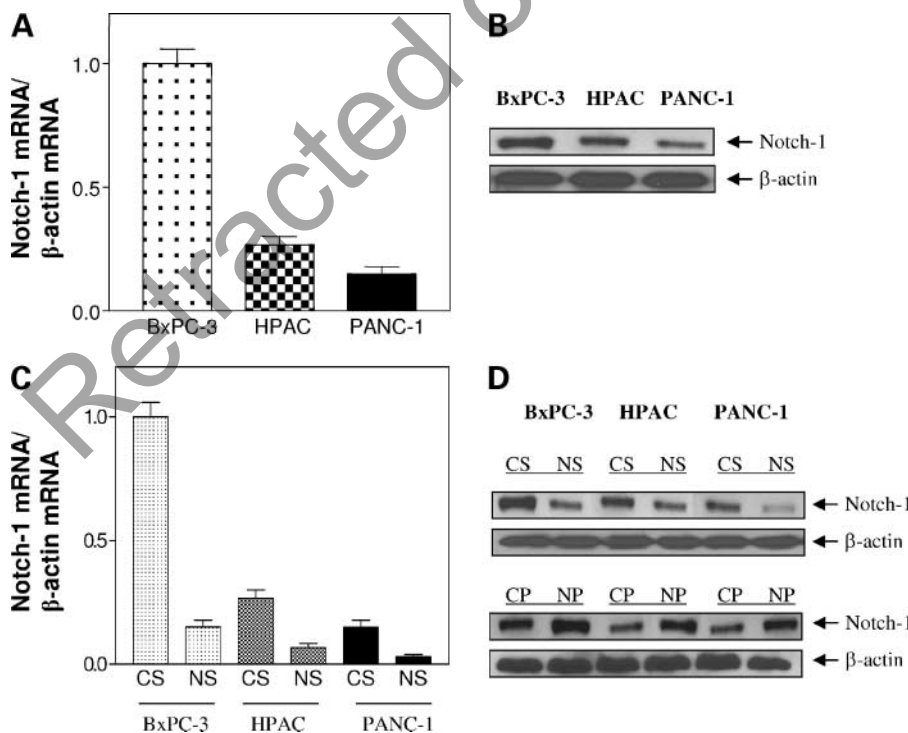 Retracted
A
Notch-1 mRNA/
β-actin mRNA
1.0
0.5
0.0
BxPC-3 HPAC PANC-1
B
BxPC-3 HPAC PANC-1
Notch-1
β-actin
C
Notch-1 mRNA/
β-actin mRNA
1.0
0.5
0.0
CS NS CS NS CS NS
BxPC-3 HPAC PANC-1
D
BxPC-3 HPAC PANC-1
CS NS CS NS CS NS
Notch-1
β-actin
CP NP CP NP CP NP
Notch-1
β-actin